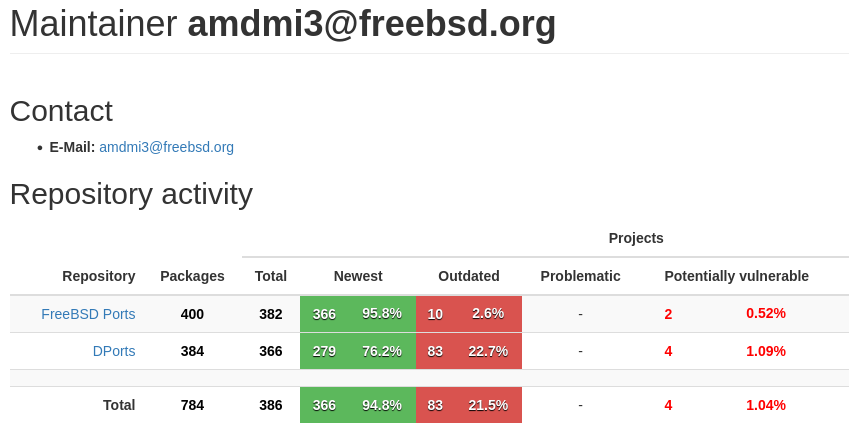 Maintainer amdmi3@freebsd.org
Contact
• E-Mail: amdmi3@freebsd.org
Repository activity
Projects
Repository Packages Total Newest Outdated Problematic Potentially vulnerable
FreeBSD Ports 400 382 366 95.8% 10 2.6% - 2 0.52%
DPorts 384 366 279 76.2% 83 22.7% - 4 1.09%
Total 784 386 366 94.8% 83 21.5% - 4 1.04%